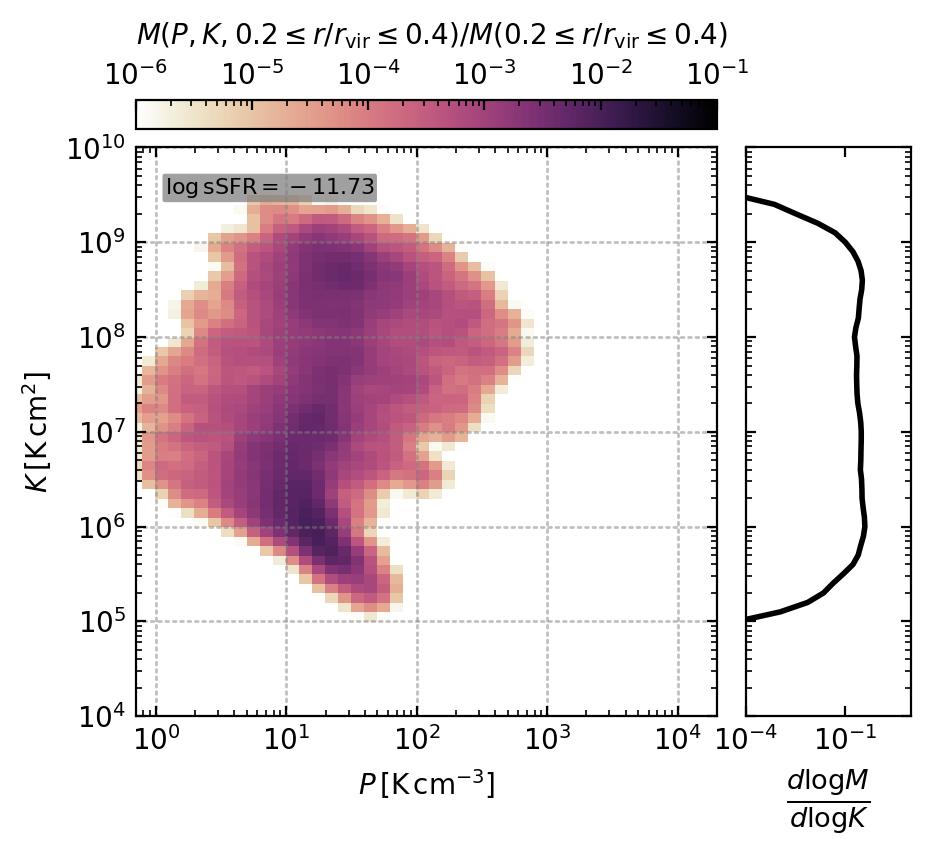 M(P, K, 0.2 ≤ r/r_vir ≤ 0.4)/M(0.2 ≤ r/r_vir ≤ 0.4)
10^−6 10^−5 10^−4 10^−3 10^−2 10^−1
log sSFR = −11.73
10^10
10^9
10^8
10^7
10^6
10^5
10^4
K [K cm^2]
10^0 10^1 10^2 10^3 10^4 10^−4 10^−1
P [K cm^−3]
dlogM
dlogK